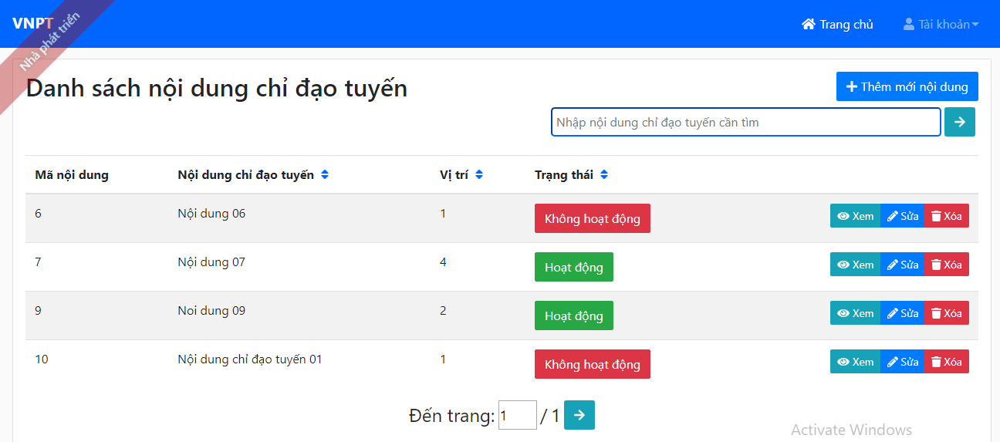 VNPT
Nhà phát triển
Trang chủ
Tài khoản
Danh sách nội dung chỉ đạo tuyến
Thêm mới nội dung
Nhập nội dung chỉ đạo tuyến cần tìm
Mã nội dung Nội dung chỉ đạo tuyến Vị trí Trạng thái
6 Nội dung 06 1 Không hoạt động Xem Sửa Xóa
7 Nội dung 07 4 Hoạt động Xem Sửa Xóa
9 Noi dung 09 2 Hoạt động Xem Sửa Xóa
10 Nội dung chỉ đạo tuyến 01 1 Không hoạt động Xem Sửa Xóa
Đến trang: 1 / 1
Activate Windows